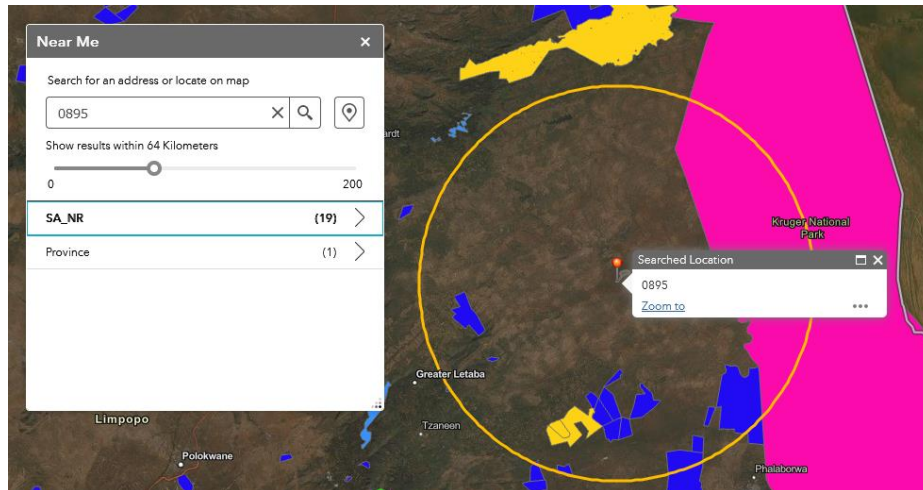 Near Me
Search for an address or locate on map
0895
Show results within 64 Kilometers
0
200
SA_NR
(19)
Province
(1)
ardt
Kruger National
Park
Searched Location
0895
Zoom to
Greater Letaba
Tzaneen
Limpopo
Polokwane
Phalaborwa